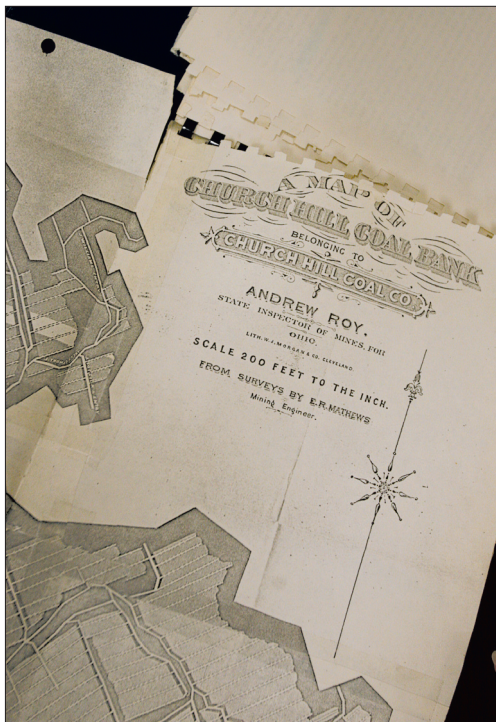 A MAP OF
CHURCH HILL COAL BANK
BELONGING TO
CHURCH HILL COAL CO.
ANDREW ROY.
STATE INSPECTOR OF MINES, FOR
OHIO.
LITH. W.J. MORGAN & CO. CLEVELAND.
SCALE 200 FEET TO THE INCH.
FROM SURVEYS BY E.R. MATHEWS
Mining Engineer.